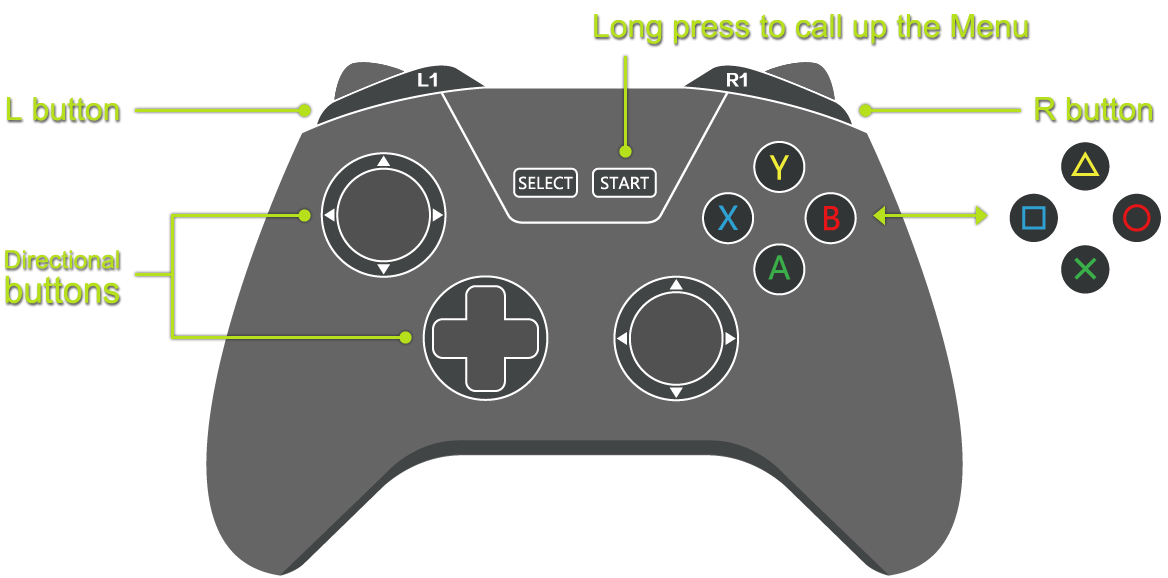 Long press to call up the Menu
L1
R1
L button
R button
SELECT
START
Y
X
B
A
Directional
buttons